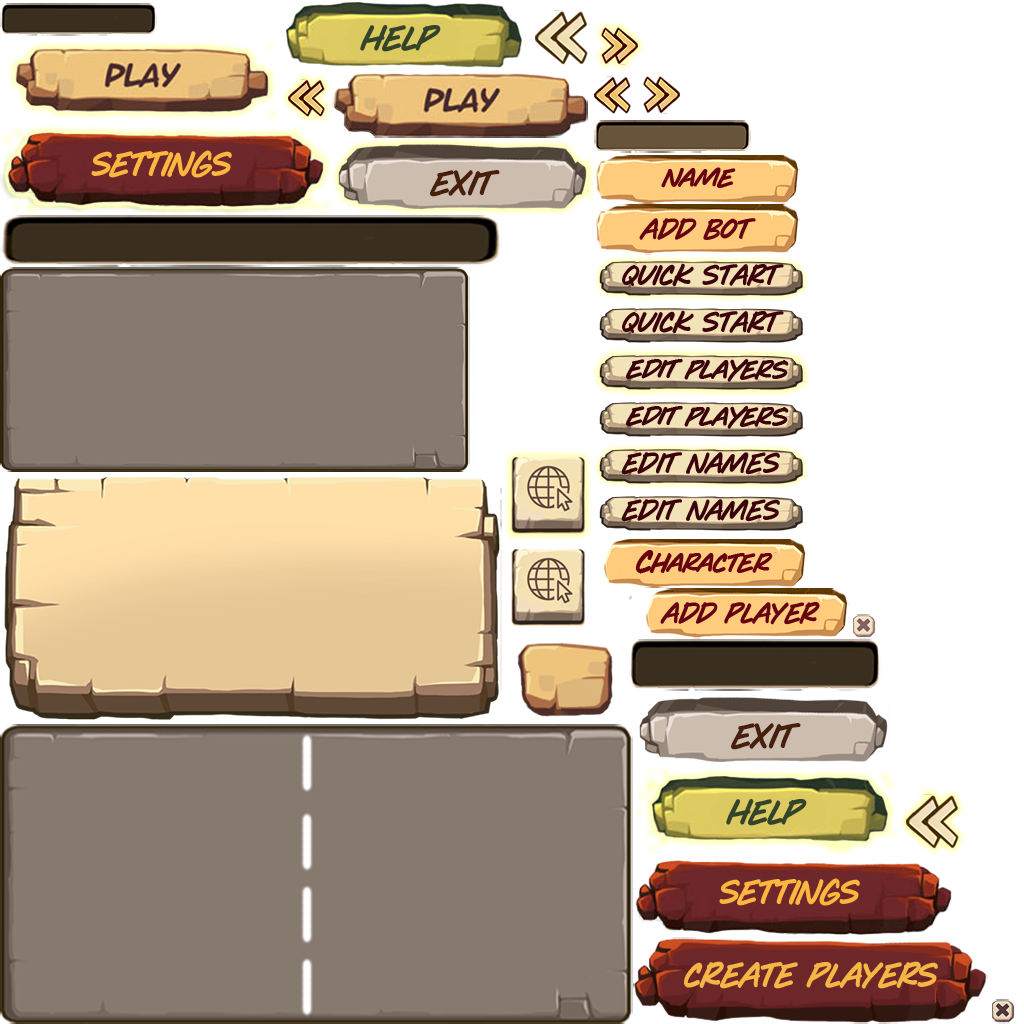 HELP
PLAY
PLAY
SETTINGS
EXIT
NAME
ADD BOT
QUICK START
QUICK START
EDIT PLAYERS
EDIT PLAYERS
EDIT NAMES
EDIT NAMES
CHARACTER
ADD PLAYER
EXIT
HELP
SETTINGS
CREATE PLAYERS